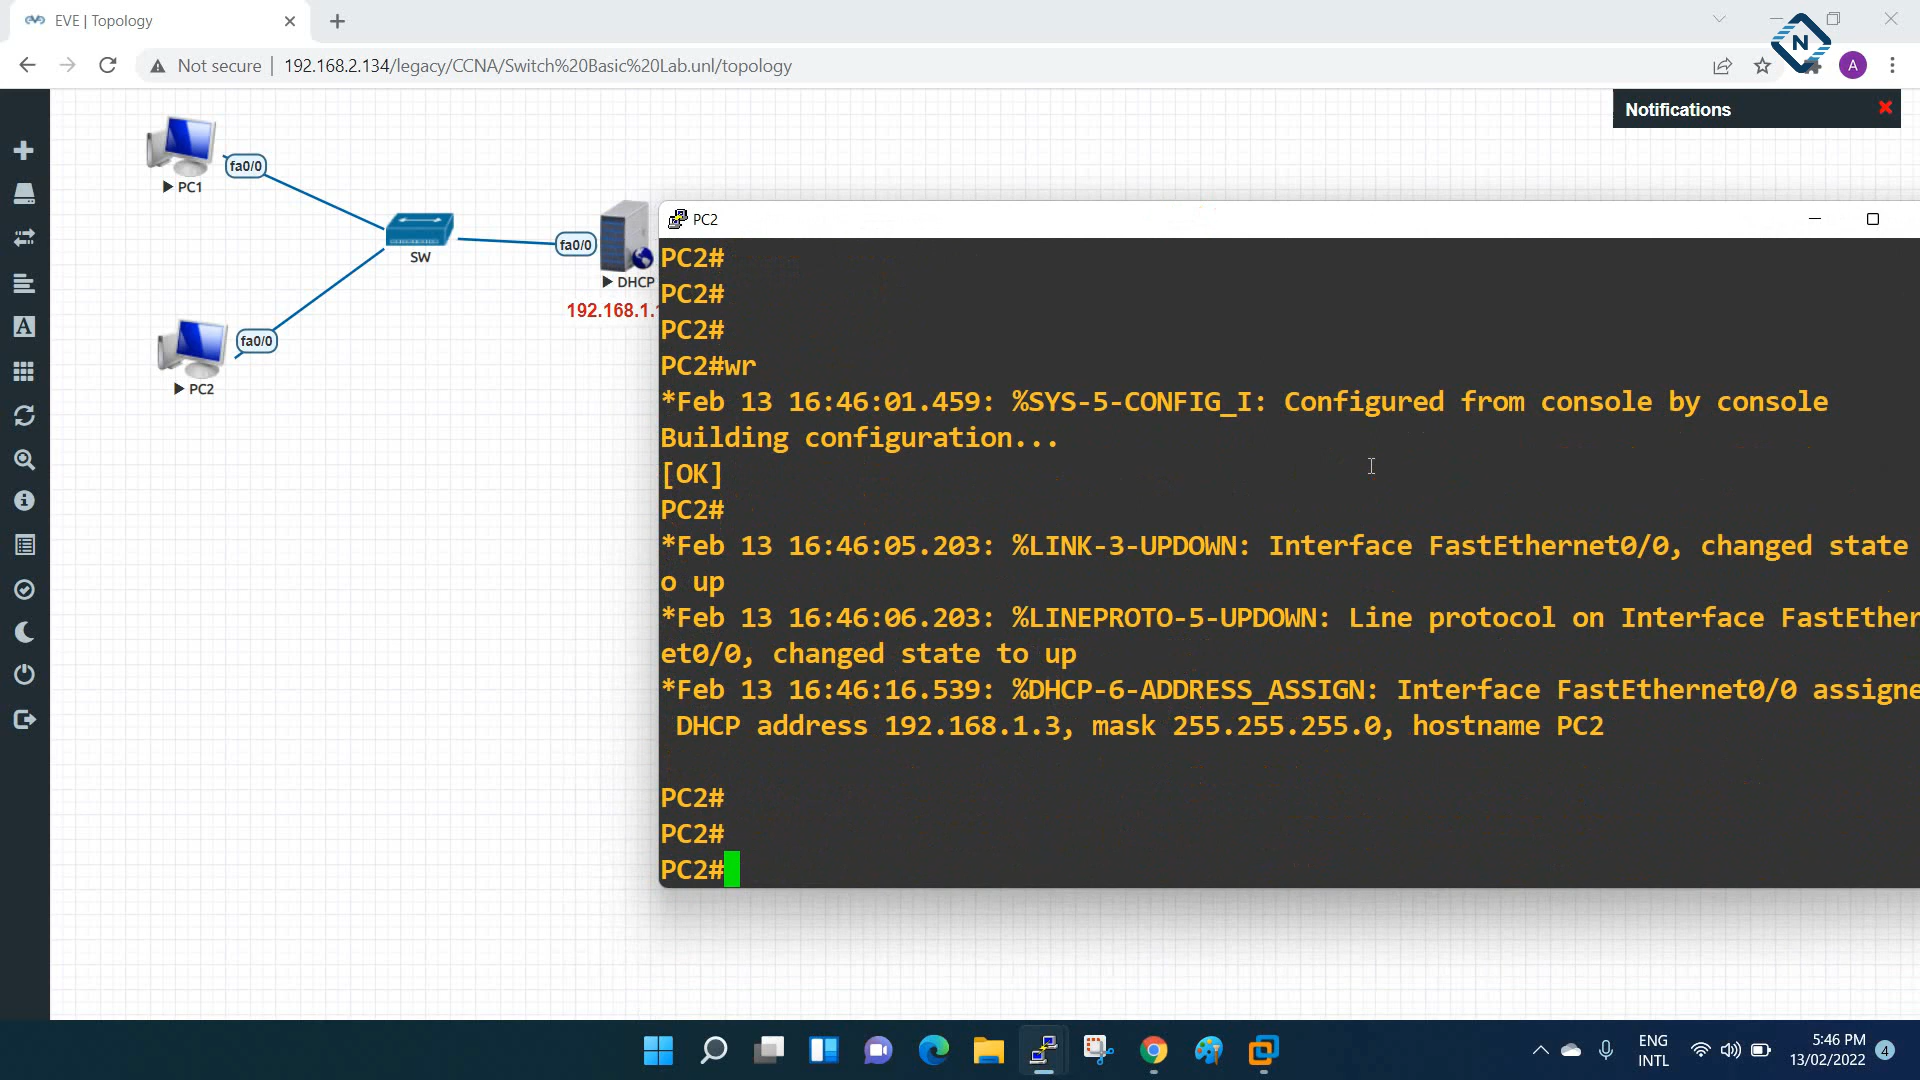 EVE | Topology
Not secure | 192.168.2.134/legacy/CCNA/Switch%20Basic%20Lab.unl/topology
N
A
Notifications
fa0/0
PC1
SW
fa0/0
DHCP
192.168.1.
fa0/0
PC2
PC2
PC2#
PC2#
PC2#
PC2#wr
*Feb 13 16:46:01.459: %SYS-5-CONFIG_I: Configured from console by console
Building configuration...
[OK]
PC2#
*Feb 13 16:46:05.203: %LINK-3-UPDOWN: Interface FastEthernet0/0, changed state
o up
*Feb 13 16:46:06.203: %LINEPROTO-5-UPDOWN: Line protocol on Interface FastEther
et0/0, changed state to up
*Feb 13 16:46:16.539: %DHCP-6-ADDRESS_ASSIGN: Interface FastEthernet0/0 assigne
DHCP address 192.168.1.3, mask 255.255.255.0, hostname PC2
PC2#
PC2#
PC2#
ENG
INTL
5:46 PM
13/02/2022
4